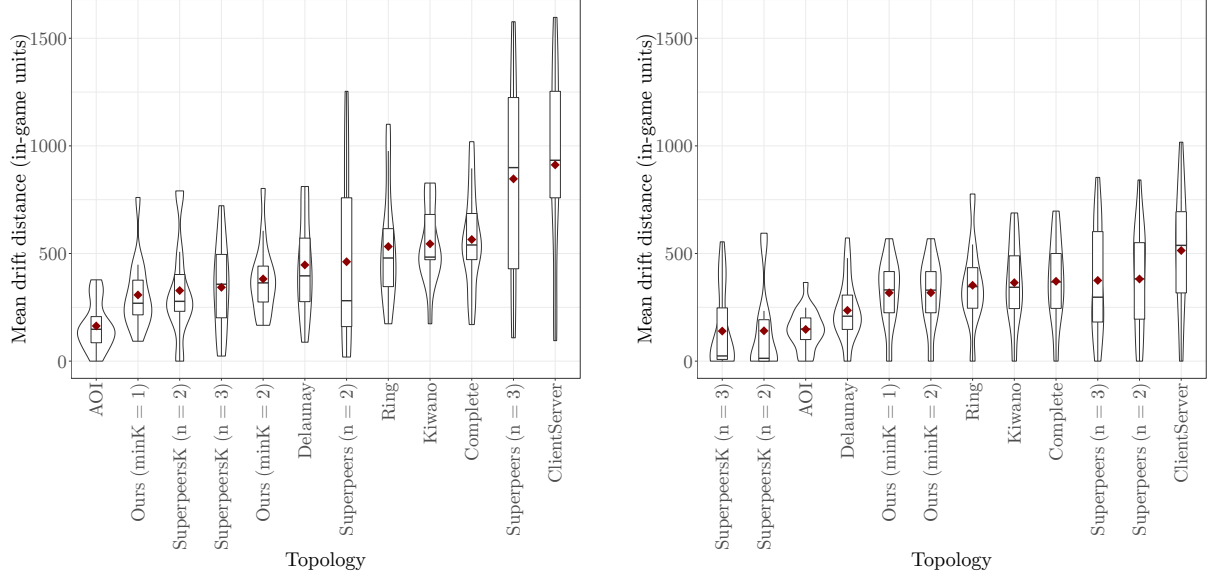 Mean drift distance (in-game units)
1500
1000
500
0
AOI
Ours (minK = 1)
SuperpeersK (n = 2)
SuperpeersK (n = 3)
Ours (minK = 2)
Delaunay
Superpeers (n = 2)
Ring
Kiwano
Complete
Superpeers (n = 3)
ClientServer
Topology
Mean drift distance (in-game units)
1500
1000
500
0
SuperpeersK (n = 3)
SuperpeersK (n = 2)
AOI
Delaunay
Ours (minK = 1)
Ours (minK = 2)
Ring
Kiwano
Complete
Superpeers (n = 3)
Superpeers (n = 2)
ClientServer
Topology